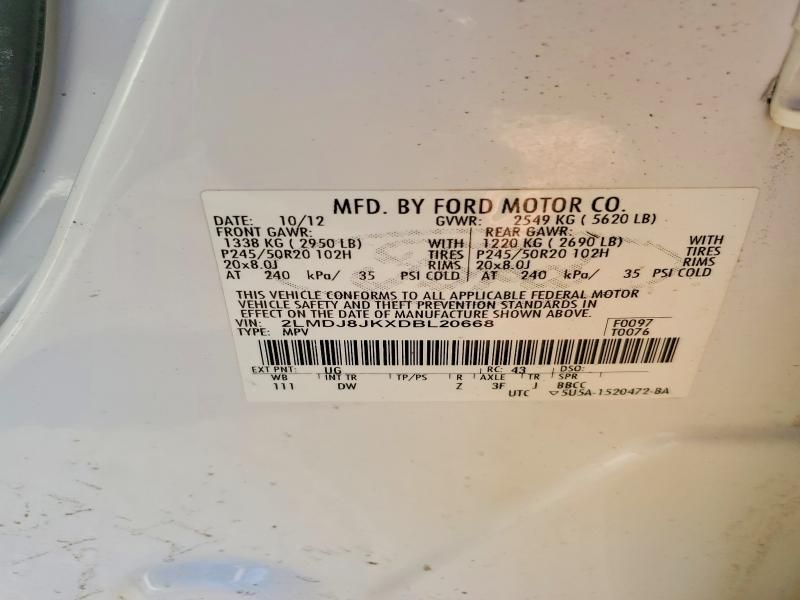 MFD. BY FORD MOTOR CO.
DATE: 10/12 GVWR: 2549 KG ( 5620 LB)
FRONT GAWR: REAR GAWR:
1338 KG ( 2950 LB) WITH 1220 KG ( 2690 LB) WITH
P245/50R20 102H TIRES P245/50R20 102H TIRES
20x8.0J RIMS 20x8.0J RIMS
AT 240 kPa/ 35 PSI COLD AT 240 kPa/ 35 PSI COLD
THIS VEHICLE CONFORMS TO ALL APPLICABLE FEDERAL MOTOR
VEHICLE SAFETY AND THEFT PREVENTION STANDARDS IN
EFFECT ON THE DATE OF MANUFACTURE SHOWN ABOVE.
VIN: 2LMDJ8JKXDBL20668 F0097
TYPE: MPV T0076
EXT PNT: UG RC: 43 DSO:
WB INT TR TP/PS R AXLE TR SPR
111 DW Z 3F J BBCC
UTC ▽5U5A-1520472-BA